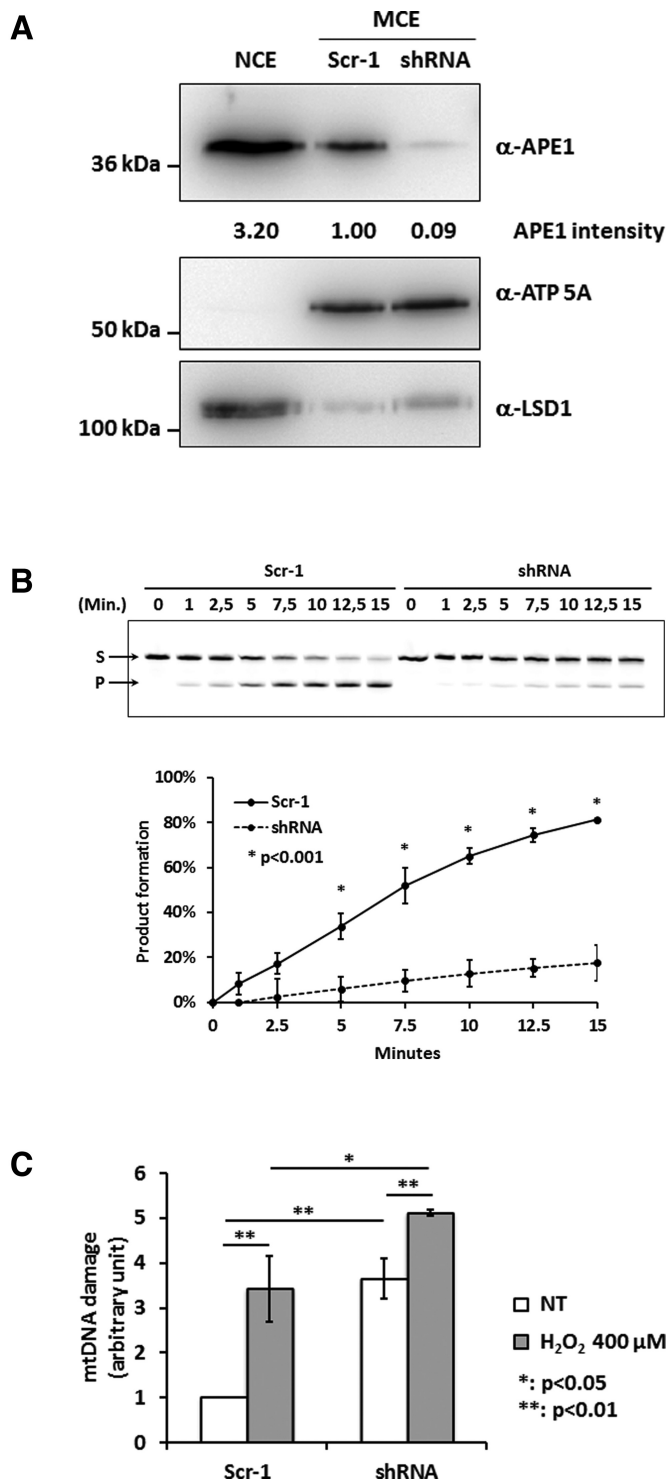 A
MCE
NCE Scr-1 shRNA
36 kDa
α-APE1
3.20 1.00 0.09 APE1 intensity
α-ATP 5A
50 kDa
α-LSD1
100 kDa
B
Scr-1 shRNA
(Min.) 0 1 2,5 5 7,5 10 12,5 15 0 1 2,5 5 7,5 10 12,5 15
S
P
100%
80%
60%
40%
20%
0%
Product formation
Scr-1
shRNA
* p<0.001
* * * * *
0 2.5 5 7.5 10 12.5 15
Minutes
C
6
5
4
3
2
1
0
mtDNA damage
(arbitrary unit)
*
**
**
**
NT
H₂O₂ 400 µM
*: p<0.05
**: p<0.01
Scr-1 shRNA